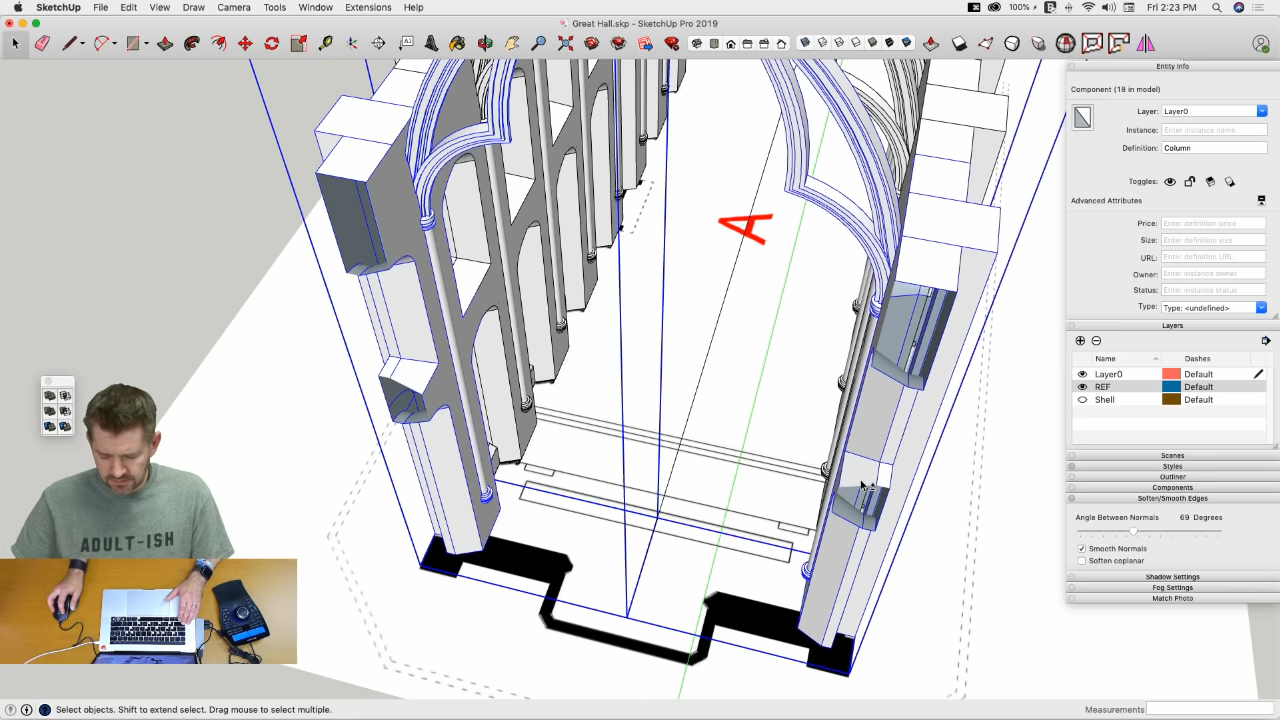 SketchUp File Edit View Draw Camera Tools Window Extensions Help 100% Fri 2:23 PM
Great Hall.skp - SketchUp Pro 2019
Entity Info
Component (18 in model)
Layer: Layer0
Instance: Enter instance name
Definition: Column
Toggles:
Advanced Attributes
Price: Enter definition price
Size: Enter definition size
URL: Enter definition URL
Owner: Enter instance owner
Status: Enter instance status
Type: Type: <undefined>
Layers
Name Dashes
Layer0 Default
REF Default
Shell Default
Scenes
Styles
Outliner
Components
Soften/Smooth Edges
Angle Between Normals 69 Degrees
Smooth Normals
Soften coplanar
Shadow Settings
Fog Settings
Match Photo
A
ADULT-ISH
Select objects. Shift to extend select. Drag mouse to select multiple.
Measurements